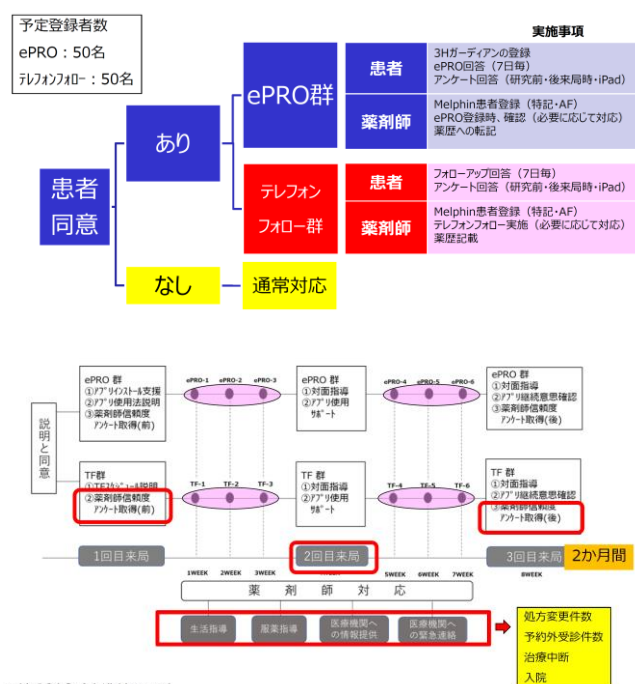 予定登録者数
ePRO：50名
ﾃﾚﾌｫﾝﾌｫﾛｰ：50名
実施事項
患者
同意
あり
なし
ePRO群
テレフォン
フォロー群
通常対応
患者
3Hガーディアンの登録
ePRO回答（7日毎）
アンケート回答（研究前・後来局時・iPad）
薬剤師
Melphin患者登録（特記・AF）
ePRO登録時、確認（必要に応じて対応）
薬歴への転記
患者
フォローアップ回答（7日毎）
アンケート回答（研究前・後来局時・iPad）
薬剤師
Melphin患者登録（特記・AF）
テレフォンフォロー実施（必要に応じて対応）
薬歴記載
説明と同意
ePRO 群
①ｱﾌﾟﾘｲﾝｽﾄｰﾙ支援
②ｱﾌﾟﾘ使用法説明
③薬剤師信頼度
ｱﾝｹｰﾄ取得(前)
ePRO-1 ePRO-2 ePRO-3
ePRO 群
①対面指導
②ｱﾌﾟﾘ使用
ｻﾎﾟｰﾄ
ePRO-4 ePRO-5 ePRO-6
ePRO 群
①対面指導
②ｱﾌﾟﾘ継続意思確認
③薬剤師信頼度
ｱﾝｹｰﾄ取得(後)
TF群
①TFｽｹｼﾞｭｰﾙ説明
②薬剤師信頼度
ｱﾝｹｰﾄ取得(前)
TF-1 TF-2 TF-3
TF 群
①対面指導
②ｱﾌﾟﾘ使用
ｻﾎﾟｰﾄ
TF-4 TF-5 TF-6
TF 群
①対面指導
②ｱﾌﾟﾘ継続意思確認
③薬剤師信頼度
ｱﾝｹｰﾄ取得(後)
1回目来局
2回目来局
3回目来局
2か月間
1WEEK 2WEEK 3WEEK 5WEEK 6WEEK 7WEEK 8WEEK
薬剤師対応
生活指導
服薬指導
医療機関へ
の情報提供
医療機関へ
の緊急連絡
処方変更件数
予約外受診件数
治療中断
入院